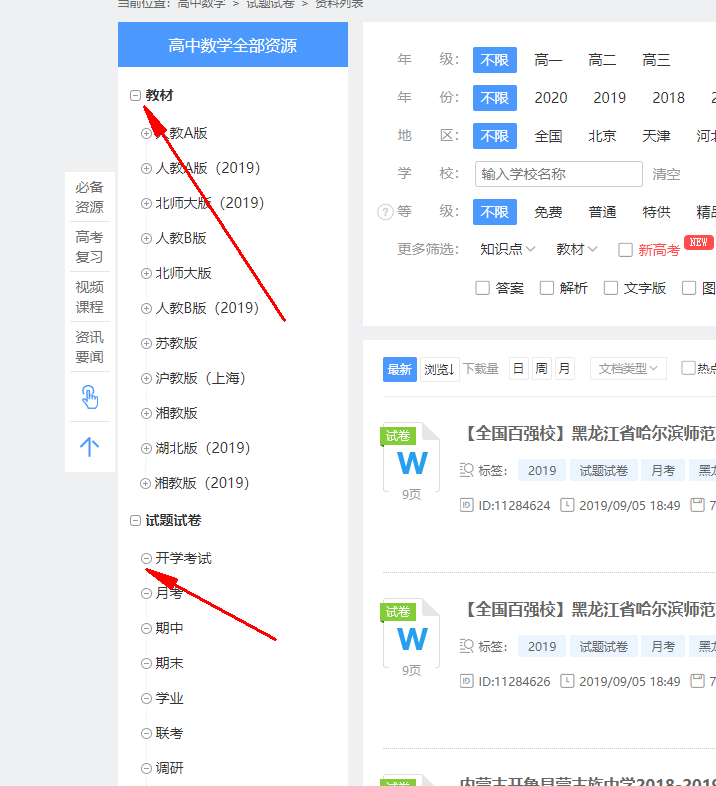 当前位置：高中数学 > 试题试卷 > 资料列表
高中数学全部资源
教材
人教A版
人教A版（2019）
北师大版（2019）
人教B版
北师大版
人教B版（2019）
苏教版
沪教版（上海）
湘教版
湖北版（2019）
湘教版（2019）
试题试卷
开学考试
月考
期中
期末
学业
联考
调研
必备
资源
高考
复习
视频
课程
资讯
要闻
年 级： 不限 高一 高二 高三
年 份： 不限 2020 2019 2018
地 区： 不限 全国 北京 天津 河北
学 校： 输入学校名称 清空
? 等 级： 不限 免费 普通 特供 精品
更多筛选： 知识点 教材 新高考 NEW
答案 解析 文字版 图
最新 浏览↓ 下载量 日 周 月 文档类型 热点
试卷
W
9页
【全国百强校】黑龙江省哈尔滨师范
标签： 2019 试题试卷 月考 黑龙
ID:11284624 2019/09/05 18:49 7
试卷
W
9页
【全国百强校】黑龙江省哈尔滨师范
标签： 2019 试题试卷 月考 黑龙
ID:11284626 2019/09/05 18:49 7
试卷
内蒙古开鲁县蒙古族中学2018-2019